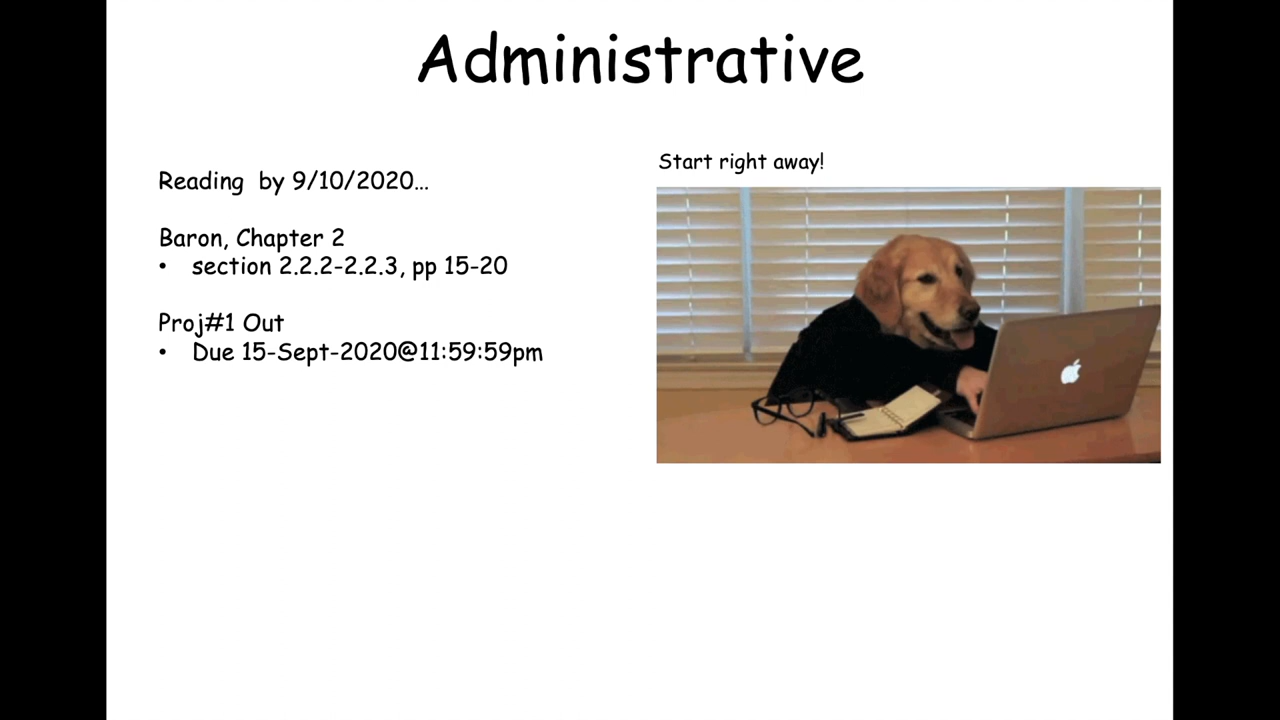 Administrative
Reading by 9/10/2020...
Baron, Chapter 2
• section 2.2.2-2.2.3, pp 15-20
Proj#1 Out
• Due 15-Sept-2020@11:59:59pm
Start right away!